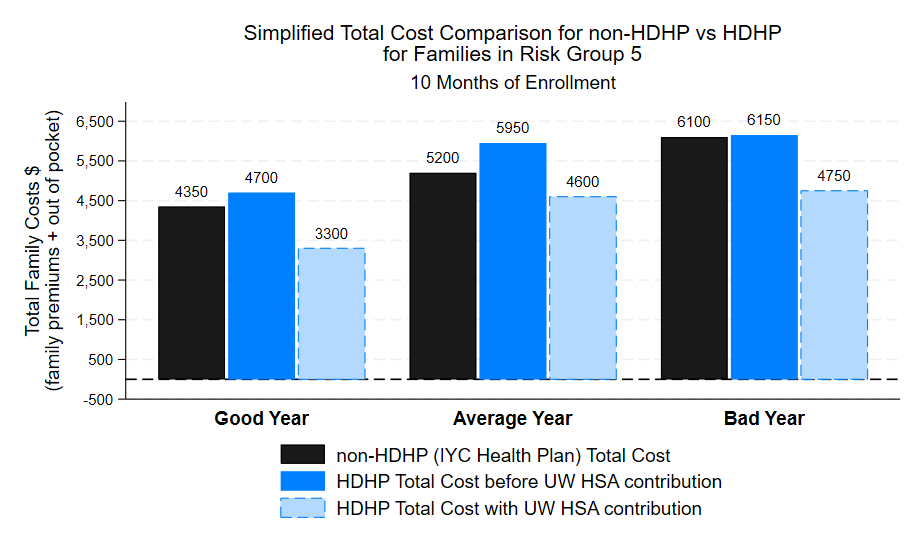 Simplified Total Cost Comparison for non-HDHP vs HDHP
for Families in Risk Group 5
10 Months of Enrollment
Total Family Costs $
(family premiums + out of pocket)
6,500
5,500
4,500
3,500
2,500
1,500
500
-500
4350
4700
3300
5200
5950
4600
6100
6150
4750
Good Year
Average Year
Bad Year
non-HDHP (IYC Health Plan) Total Cost
HDHP Total Cost before UW HSA contribution
HDHP Total Cost with UW HSA contribution